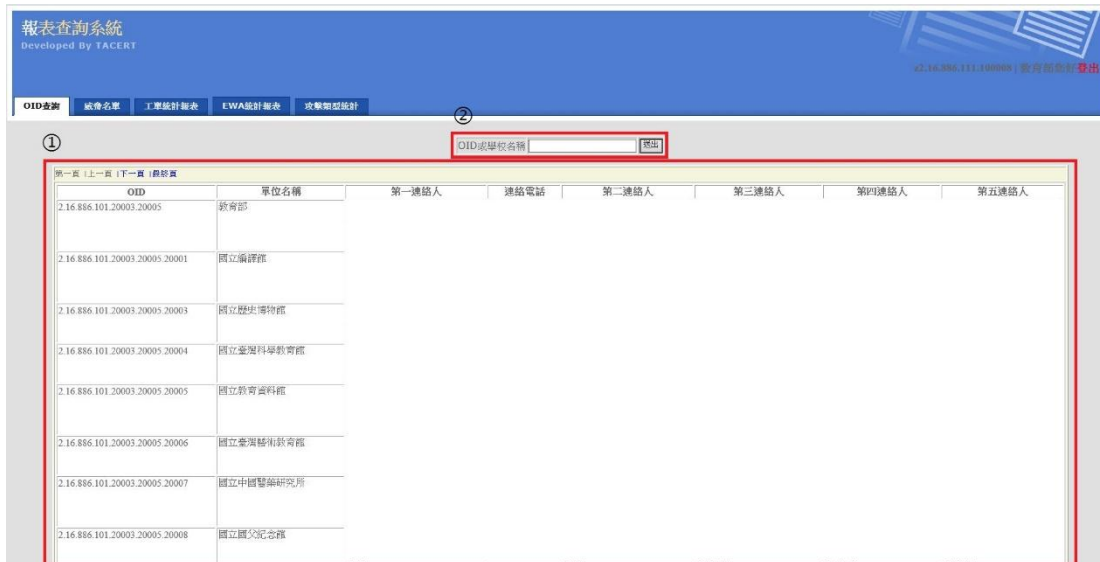 報表查詢系統
Developed By TACERT
登出
OID查詢 威脅名單 工單統計報表 EWA統計報表 攻擊類型統計
②
① OID或學校名稱 送出
第一頁 |上一頁 |下一頁 |最終頁
OID 單位名稱 第一連絡人 連絡電話 第二連絡人 第三連絡人 第四連絡人 第五連絡人
2.16.886.101.20003.20005 教育部
2.16.886.101.20003.20005.20001 國立編譯館
2.16.886.101.20003.20005.20003 國立歷史博物館
2.16.886.101.20003.20005.20004 國立臺灣科學教育館
2.16.886.101.20003.20005.20005 國立教育資料館
2.16.886.101.20003.20005.20006 國立臺灣藝術教育館
2.16.886.101.20003.20005.20007 國立中國醫藥研究所
2.16.886.101.20003.20005.20008 國立國父紀念館